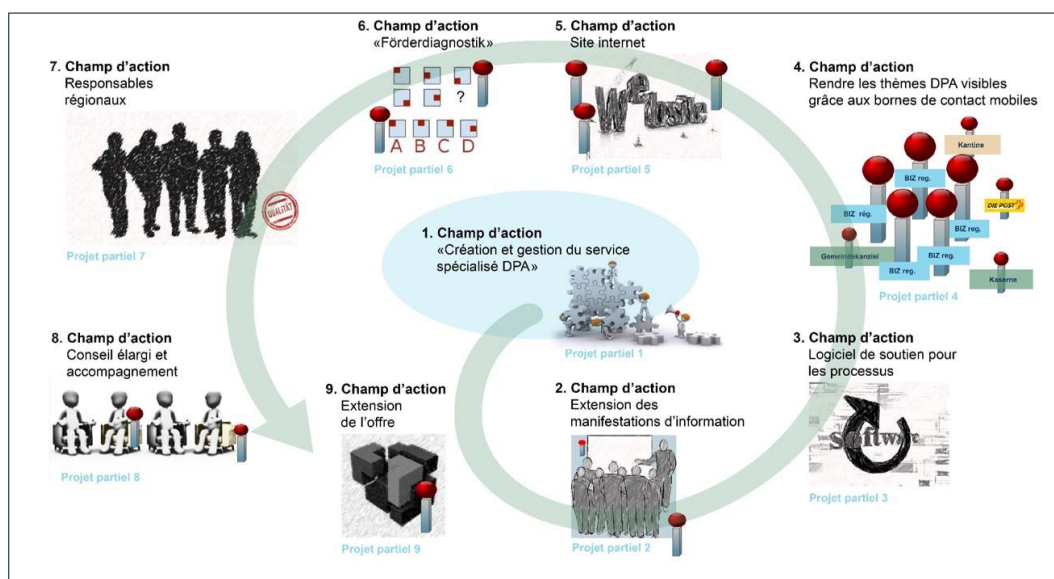 1. Champ d'action
«Création et gestion du service
spécialisé DPA»
Projet partiel 1
2. Champ d'action
Extension des
manifestations d'information
Projet partiel 2
3. Champ d'action
Logiciel de soutien pour
les processus
Software
Projet partiel 3
4. Champ d'action
Rendre les thèmes DPA visibles
grâce aux bornes de contact mobiles
Kantine
BIZ reg.
DIE POST
BIZ rég.
BIZ reg.
Gemeindekanzlei
BIZ reg.
BIZ reg.
Kaserne
Projet partiel 4
5. Champ d'action
Site internet
Website
Projet partiel 5
6. Champ d'action
«Förderdiagnostik»
?
A B C D
Projet partiel 6
7. Champ d'action
Responsables
régionaux
QUALITÄT
Projet partiel 7
8. Champ d'action
Conseil élargi et
accompagnement
Projet partiel 8
9. Champ d'action
Extension
de l'offre
Projet partiel 9